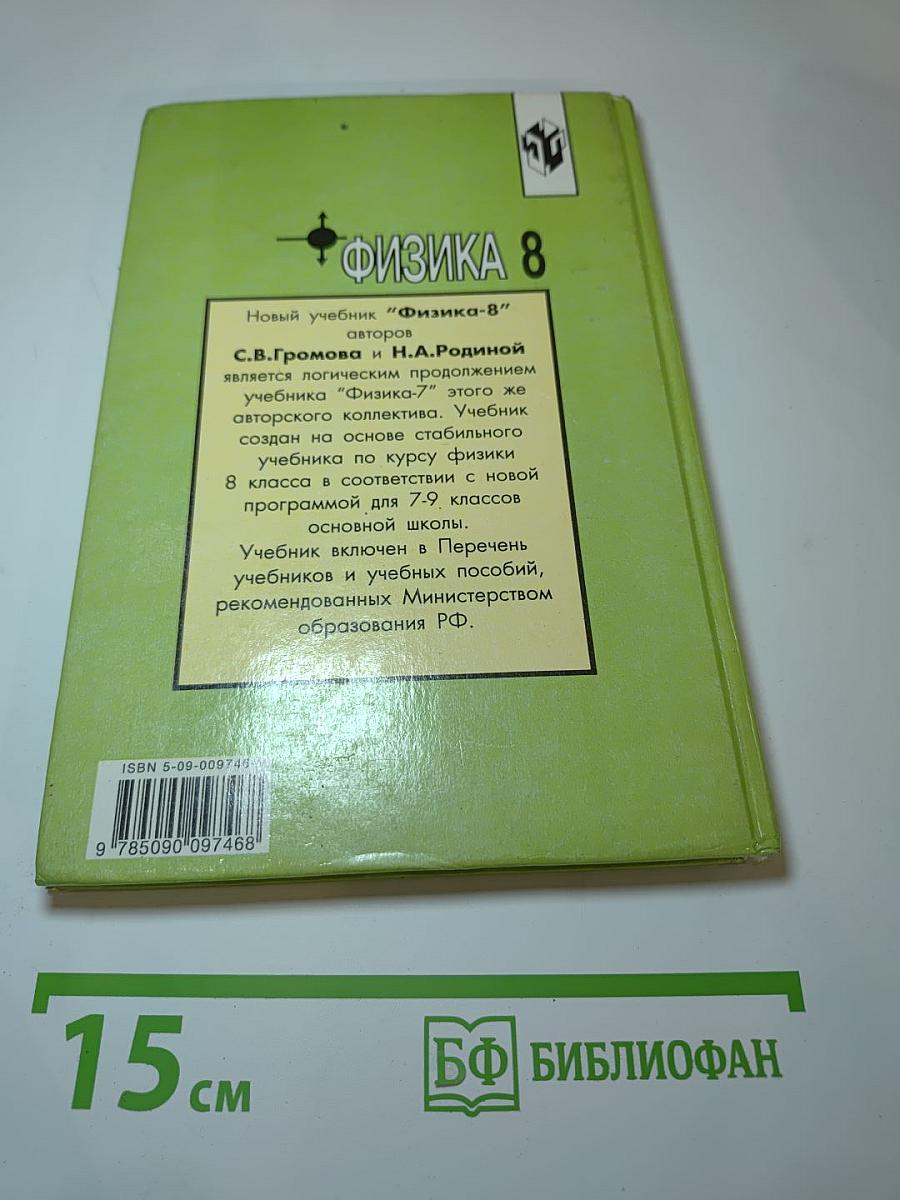 ФИЗИКА 8
Новый учебник "Физика-8"
авторов
С.В.Громова и Н.А.Родиной
является логическим продолжением
учебника "Физика-7" этого же
авторского коллектива. Учебник
создан на основе стабильного
учебника по курсу физики
8 класса в соответствии с новой
программой для 7-9 классов
основной школы.
Учебник включен в Перечень
учебников и учебных пособий,
рекомендованных Министерством
образования РФ.
ISBN 5-09-009746
9 785090 097468
15 см
БФ БИБЛИОФАН